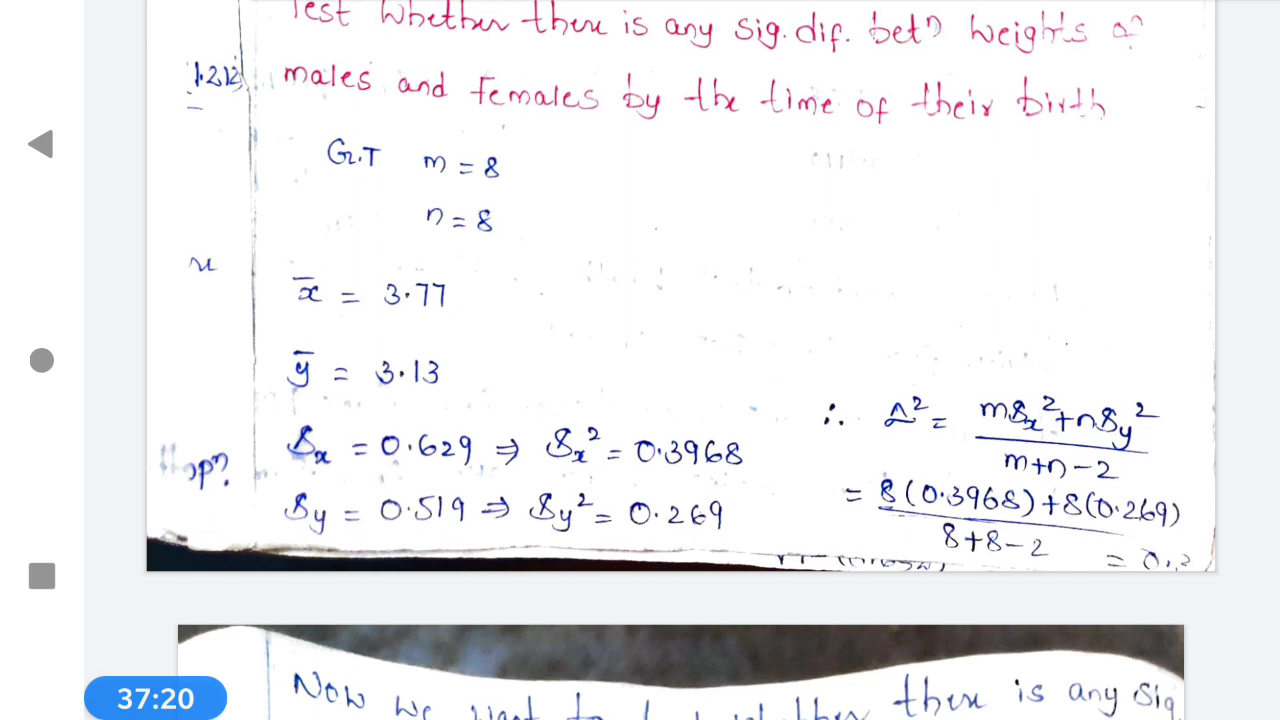 Test whether there is any sig. dif. betⁿ weights of
males and females by the time of their birth
1.212
G.T m = 8
n = 8
x
x̄ = 3.77
ȳ = 3.13
Sx = 0.629 ⇒ Sx² = 0.3968
Sy = 0.519 ⇒ Sy² = 0.269
∴ s² = mSx²+nSy² / m+n-2
= 8(0.3968)+8(0.269) / 8+8-2
Now we want to whether there is any sig
37:20